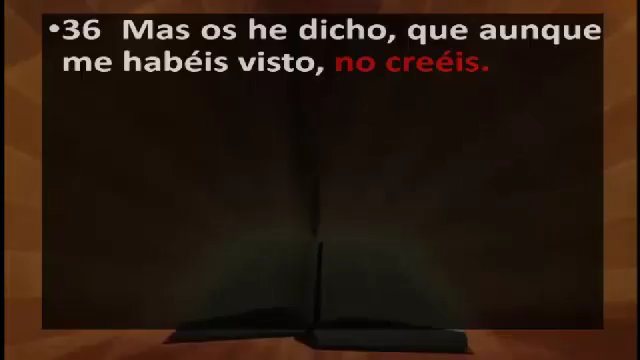 •36 Mas os he dicho, que aunque
me habéis visto, no creéis.